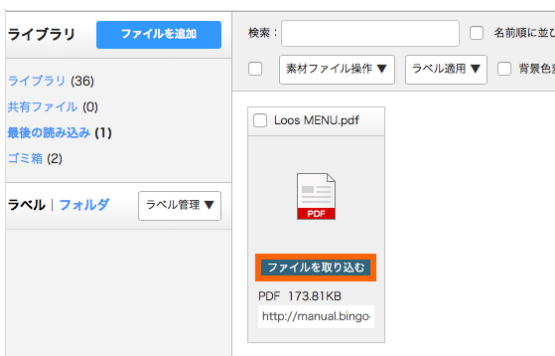 ライブラリ
ファイルを追加
検索：
名前順に並び
素材ファイル操作 ▼
ラベル適用 ▼
背景色
ライブラリ (36)
共有ファイル (0)
最後の読み込み (1)
ゴミ箱 (2)
ラベル | フォルダ
ラベル管理 ▼
Loos MENU.pdf
PDF
ファイルを取り込む
PDF 173.81KB
http://manual.bingo-